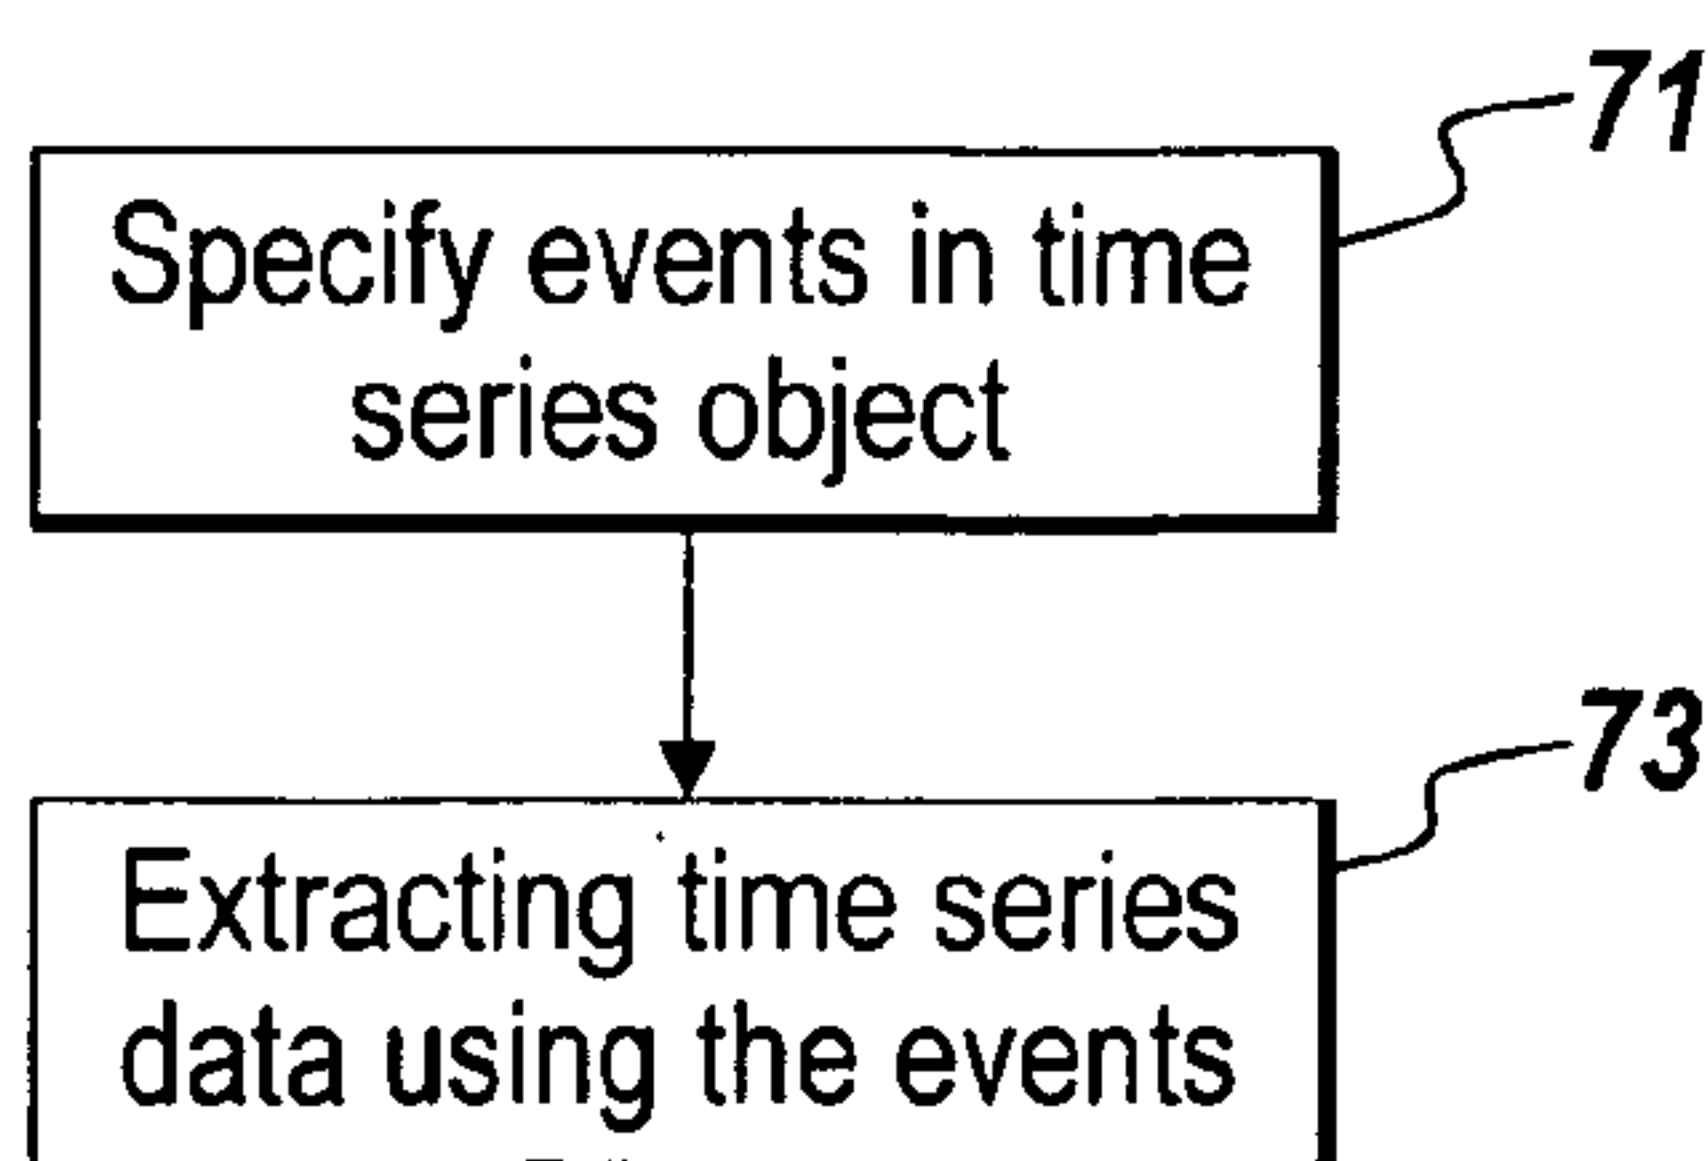 71
Specify events in time
series object
73
Extracting time series
data using the events